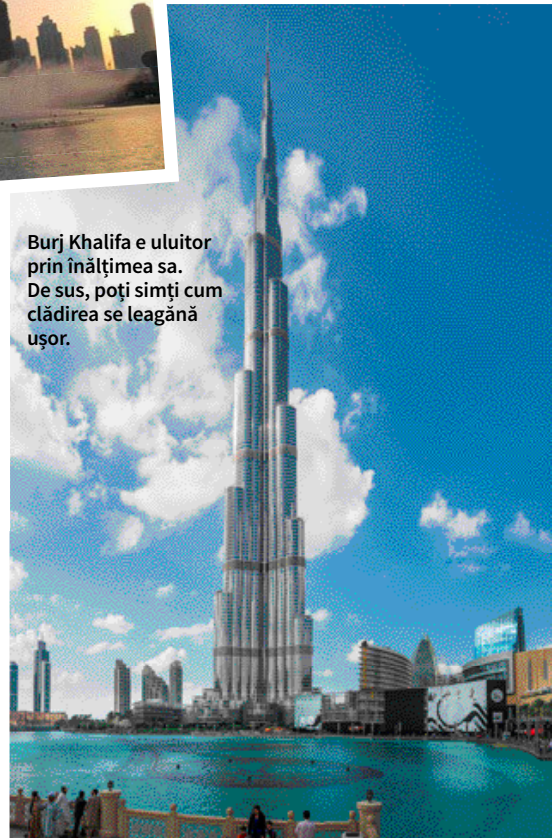 Burj Khalifa e uluitor
prin înălțimea sa.
De sus, poți simți cum
clădirea se leagănă
ușor.